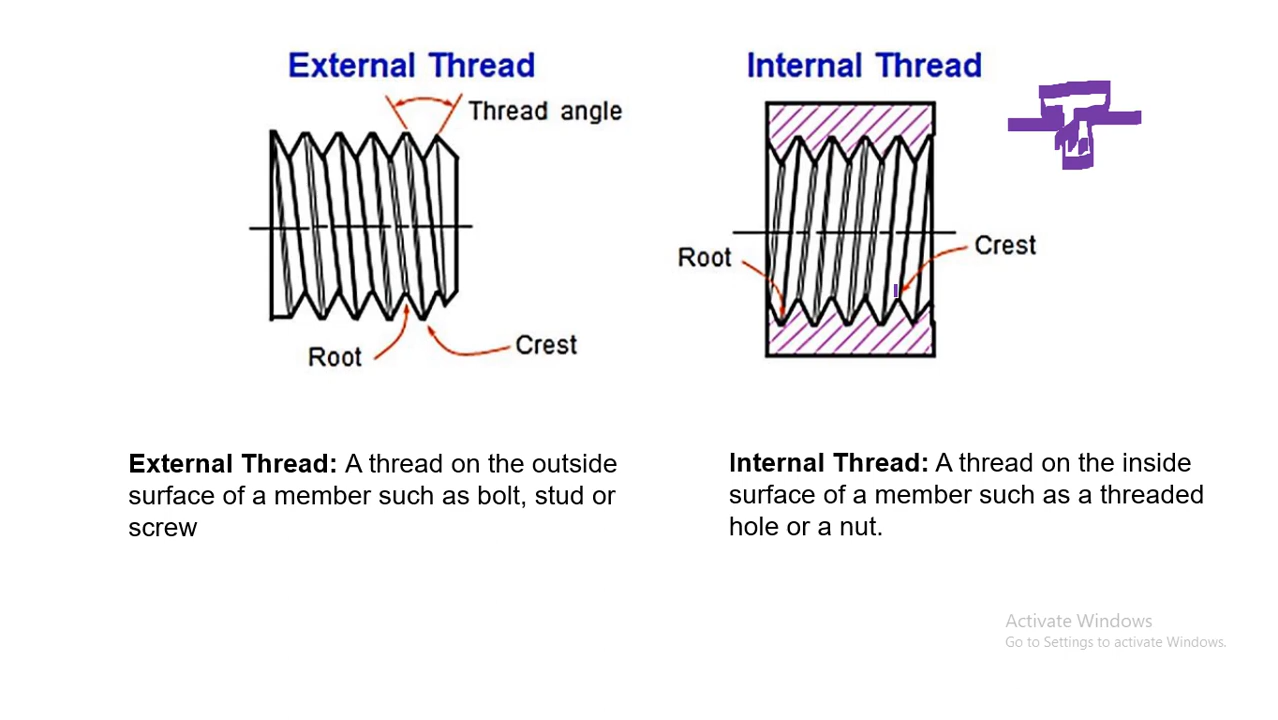 External Thread
Thread angle
Root
Crest
Internal Thread
Root
Crest
External Thread: A thread on the outside
surface of a member such as bolt, stud or
screw
Internal Thread: A thread on the inside
surface of a member such as a threaded
hole or a nut.
Activate Windows
Go to Settings to activate Windows.